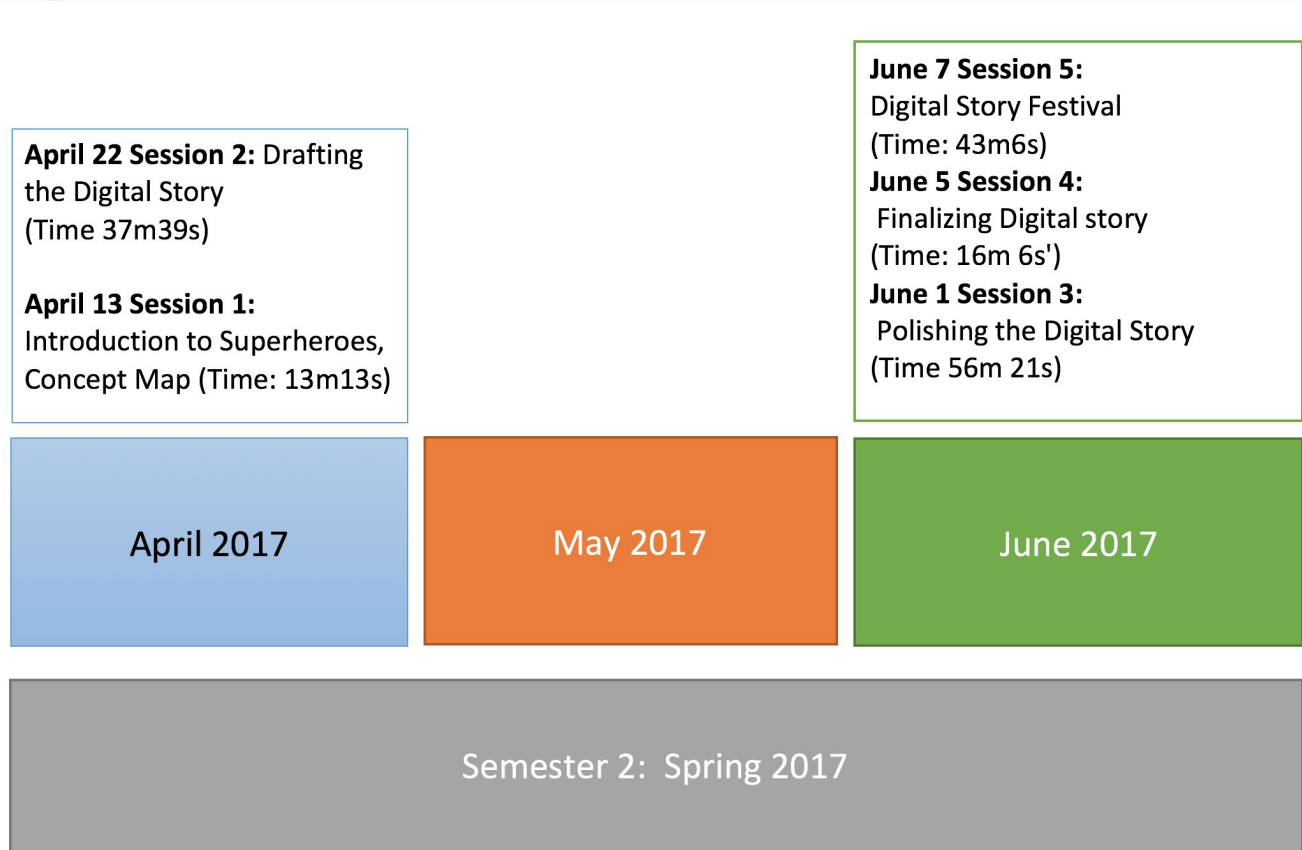 April 22 Session 2: Drafting
the Digital Story
(Time 37m39s)
April 13 Session 1:
Introduction to Superheroes,
Concept Map (Time: 13m13s)
June 7 Session 5:
Digital Story Festival
(Time: 43m6s)
June 5 Session 4:
Finalizing Digital story
(Time: 16m 6s')
June 1 Session 3:
Polishing the Digital Story
(Time 56m 21s)
April 2017
May 2017
June 2017
Semester 2:  Spring 2017